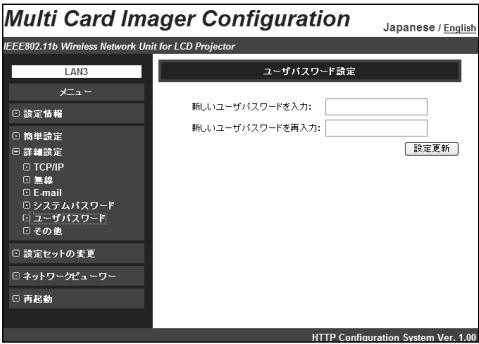 Multi Card Imager Configuration
Japanese / English
IEEE802.11b Wireless Network Unit for LCD Projector
LAN3
メニュー
設定情報
簡単設定
詳細設定
TCP/IP
無線
E-mail
システムパスワード
ユーザパスワード
その他
設定セットの変更
ネットワークビューワー
再起動
ユーザパスワード設定
新しいユーザパスワードを入力:
新しいユーザパスワードを再入力:
設定更新
HTTP Configuration System Ver. 1.00